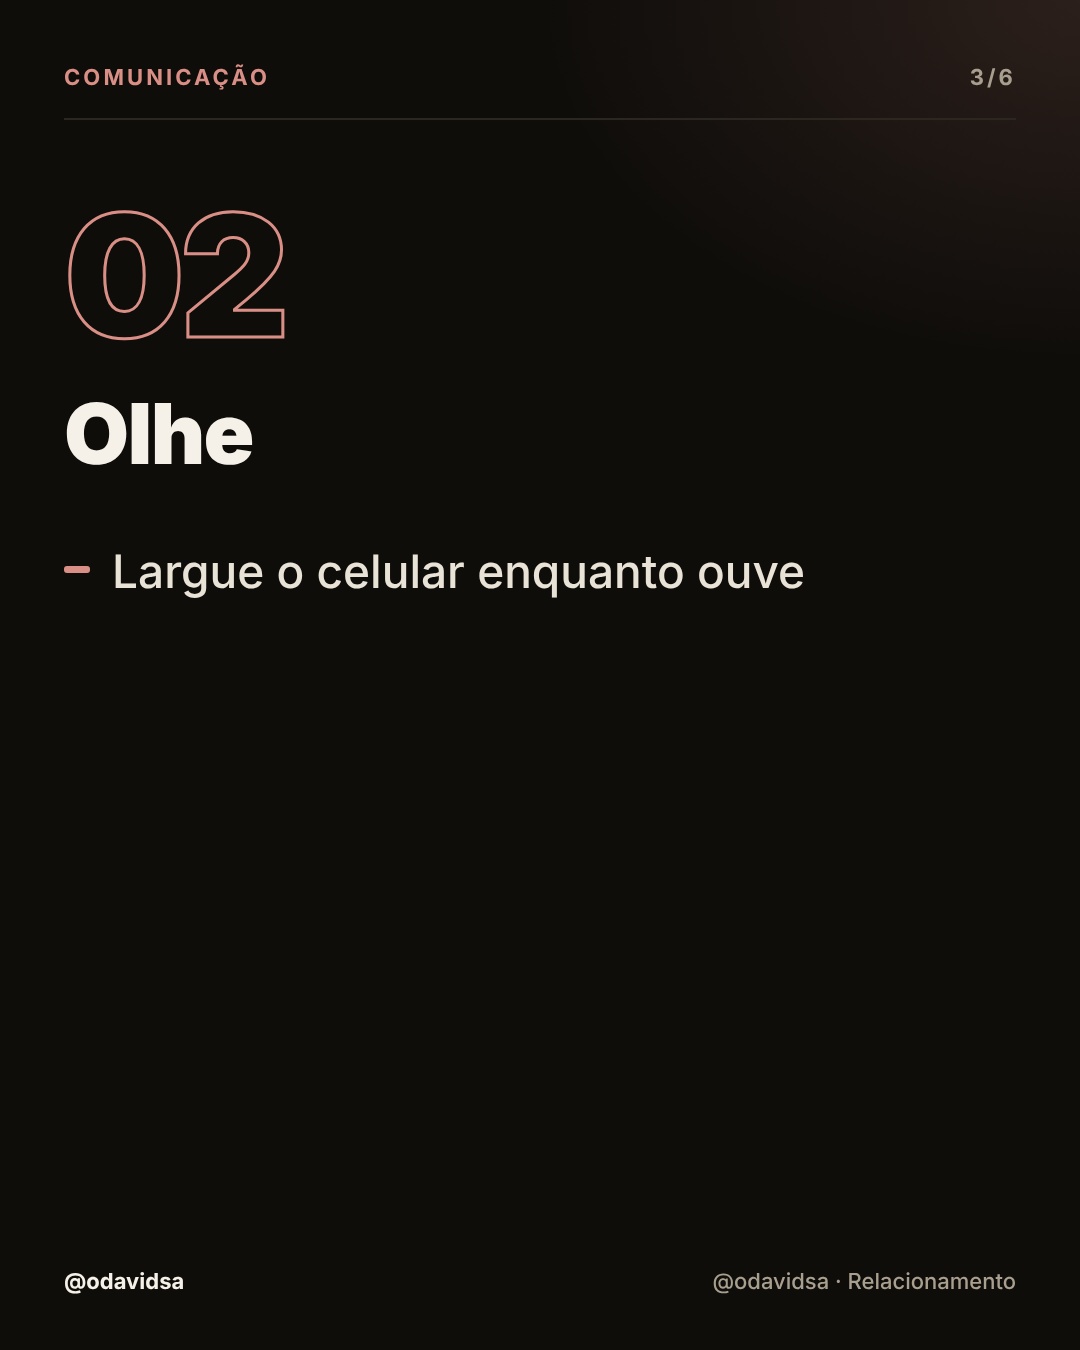 COMUNICAÇÃO
3/6
02
Olhe
- Largue o celular enquanto ouve
@odavidsa
@odavidsa · Relacionamento